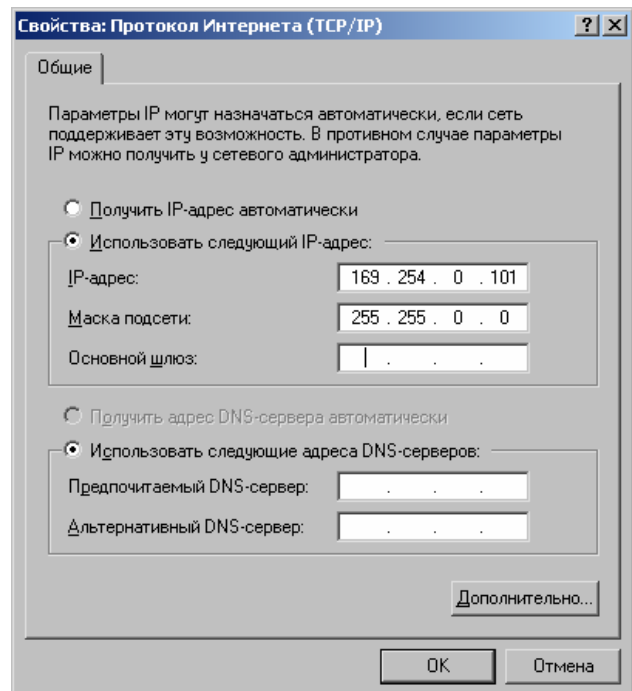 Свойства: Протокол Интернета (TCP/IP)
Общие
Параметры IP могут назначаться автоматически, если сеть
поддерживает эту возможность. В противном случае параметры
IP можно получить у сетевого администратора.
Получить IP-адрес автоматически
Использовать следующий IP-адрес:
IP-адрес: 169 . 254 . 0 . 101
Маска подсети: 255 . 255 . 0 . 0
Основной шлюз: . . .
Получить адрес DNS-сервера автоматически
Использовать следующие адреса DNS-серверов:
Предпочитаемый DNS-сервер: . . .
Альтернативный DNS-сервер: . . .
Дополнительно...
OK Отмена